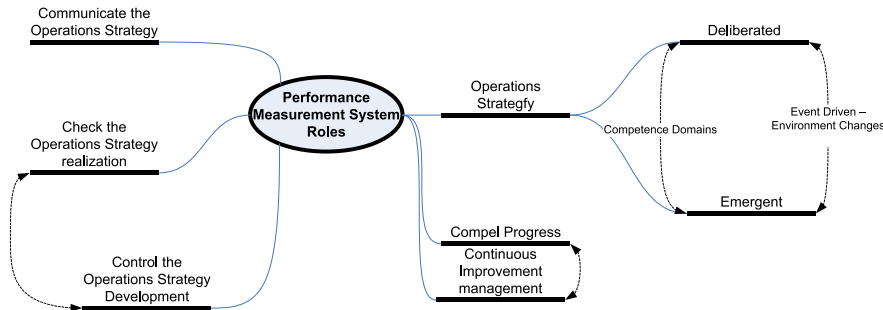 Communicate the
Operations Strategy
Check the
Operations Strategy
realization
Control the
Operations Strategy
Development
Performance
Measurement System
Roles
Operations
Strategfy
Compel Progress
Continuous
Improvement
management
Deliberated
Competence Domains
Event Driven –
Environment Changes
Emergent